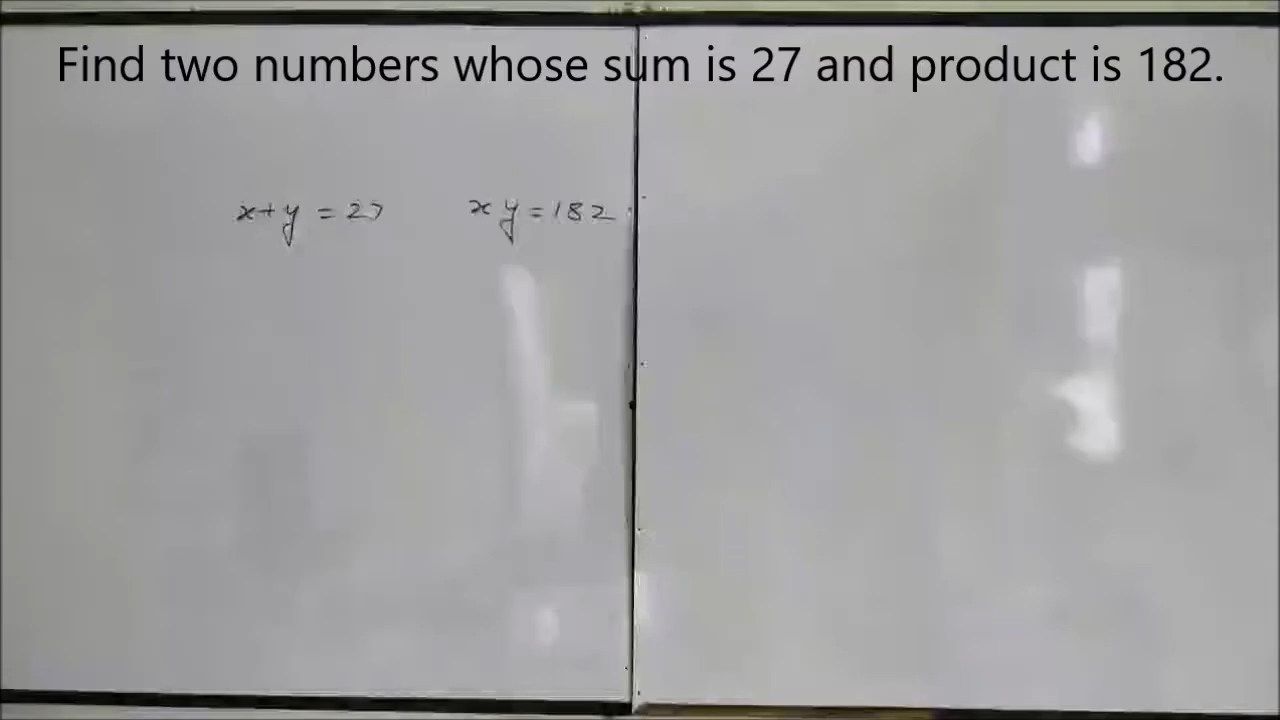 Find two numbers whose sum is 27 and product is 182.
x+y = 27 xy = 182